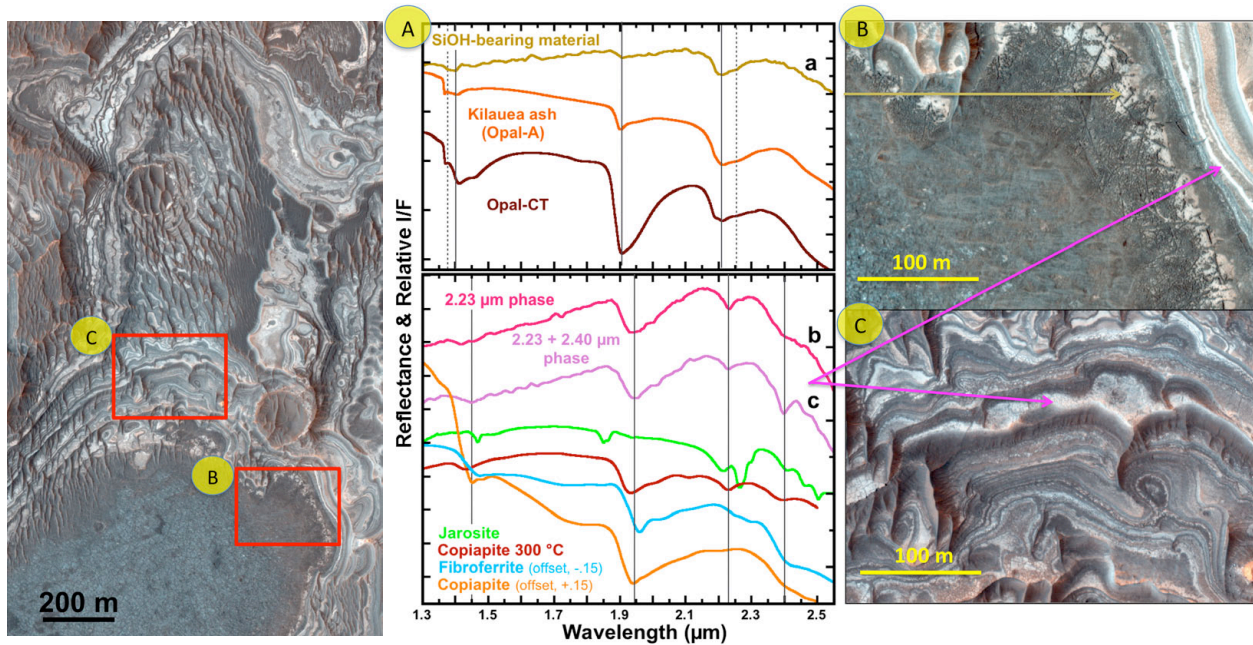 C
B
200 m
A
SiOH-bearing material
a
Kilauea ash
(Opal-A)
Opal-CT
Reflectance & Relative I/F
2.23 µm phase
b
2.23 + 2.40 µm
phase
c
Jarosite
Copiapite 300 °C
Fibroferrite (offset, -.15)
Copiapite (offset, +.15)
1.3 1.5 1.7 1.9 2.1 2.3 2.5
Wavelength (µm)
B
100 m
C
100 m